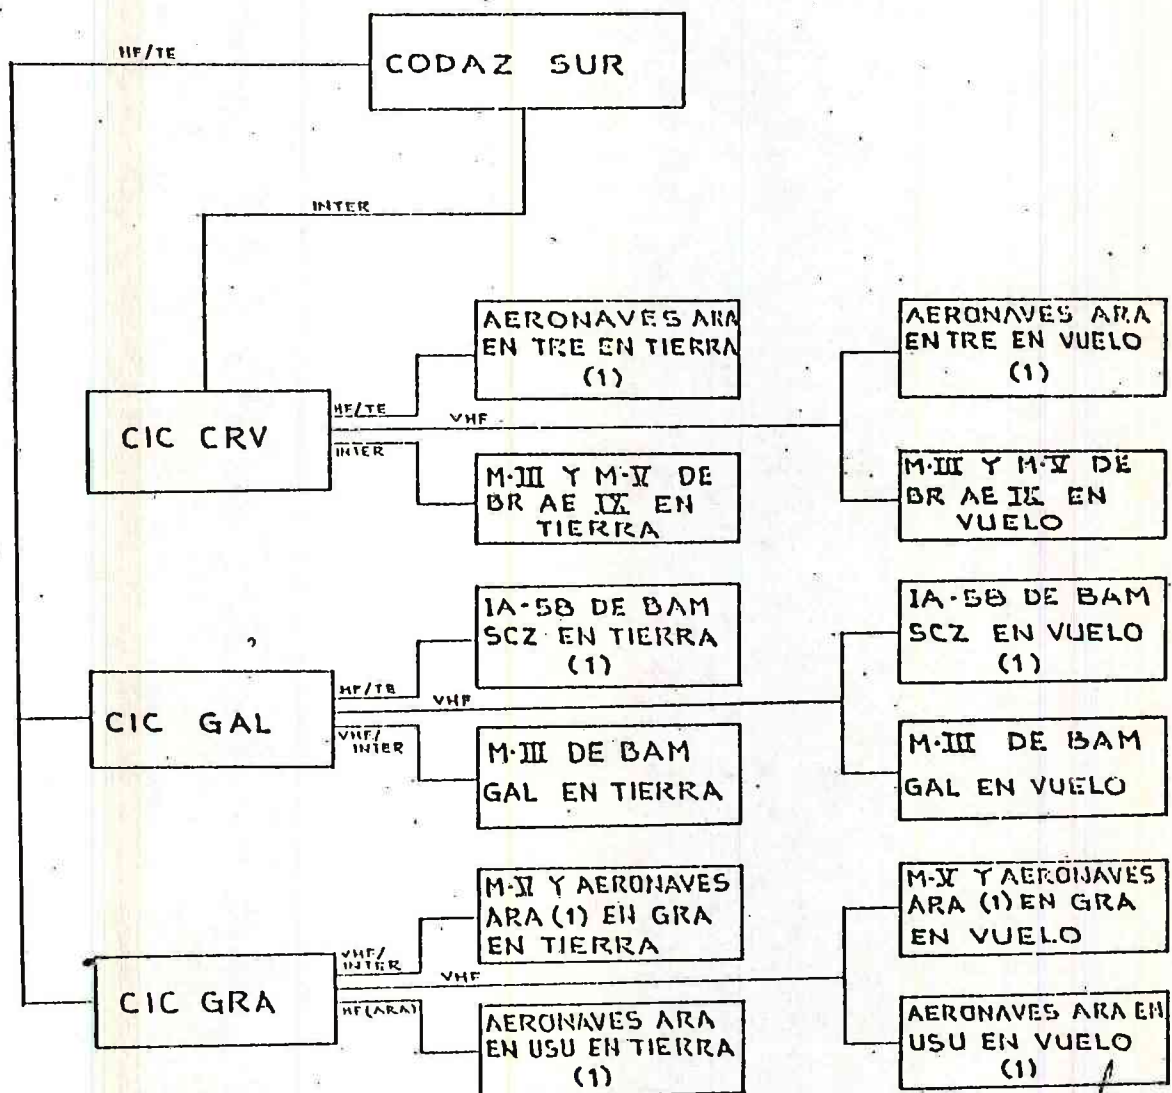 HF/TE
CODAZ SUR
INTER
CIC CRV
HF/TE
VHF
INTER
AERONAVES ARA
EN TRE EN TIERRA
(1)
AERONAVES ARA
EN TRE EN VUELO
(1)
M-III Y M-V DE
BR AE IX EN
TIERRA
M-III Y M-V DE
BR AE IX EN
VUELO
CIC GAL
HF/TE
VHF
VHF/
INTER
IA-58 DE BAM
SCZ EN TIERRA
(1)
IA-58 DE BAM
SCZ EN VUELO
(1)
M-III DE BAM
GAL EN TIERRA
M-III DE BAM
GAL EN VUELO
CIC GRA
VHF/
INTER
VHF
HF(ARA)
M-V Y AERONAVES
ARA (1) EN GRA
EN TIERRA
M-V Y AERONAVES
ARA (1) EN GRA
EN VUELO
AERONAVES ARA
EN USU EN TIERRA
(1)
AERONAVES ARA EN
USU EN VUELO
(1)